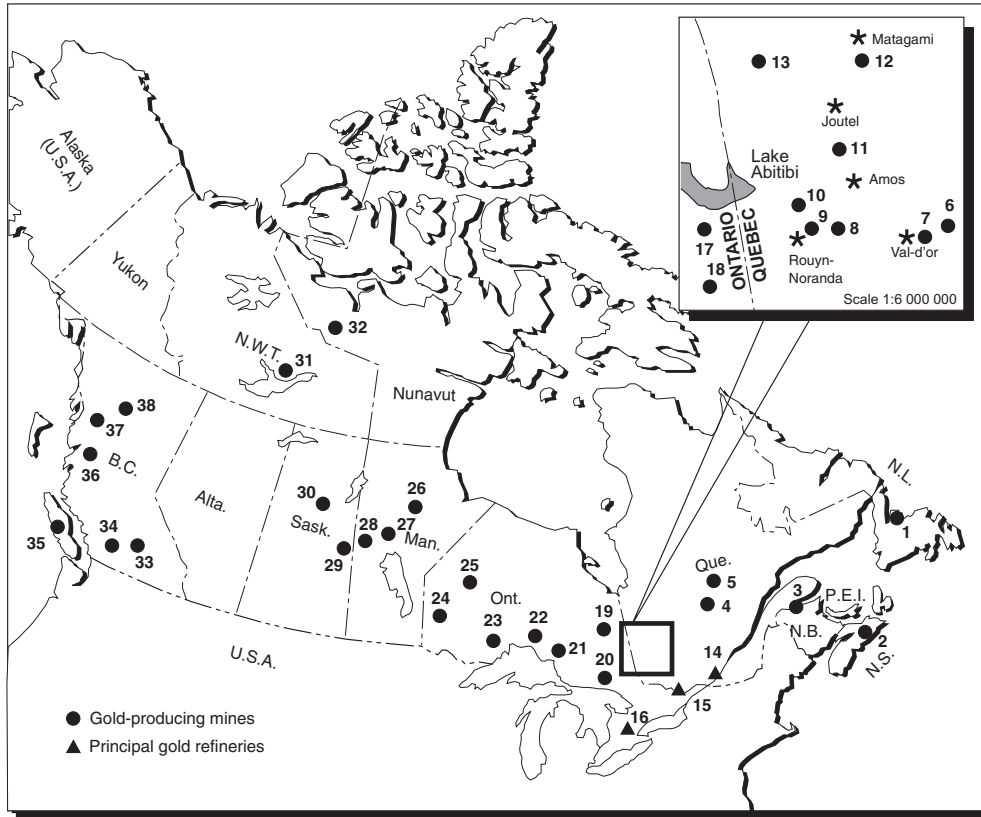 Alaska
(U.S.A.)
Yukon
N.W.T.
31
32
Nunavut
38
37
36
B.C.
35
34
33
Alta.
30
Sask.
29
28
27
26
Man.
25
24
Ont.
23
22
21
20
19
U.S.A.
Que.
5
4
3
P.E.I.
N.B.
2
N.S.
N.L.
1
14
15
16
Matagami
13
12
Joutel
11
Lake
Abitibi
Amos
10
9
8
7
6
17
18
ONTARIO
QUEBEC
Rouyn-
Noranda
Val-d'or
Scale 1:6 000 000
Gold-producing mines
Principal gold refineries